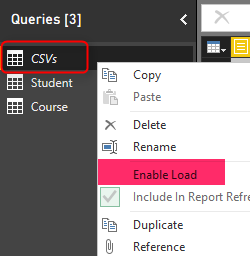 Queries [3]
CSVs
Student
Course
Copy
Paste
Delete
Rename
Enable Load
Include In Report Refre
Duplicate
Reference